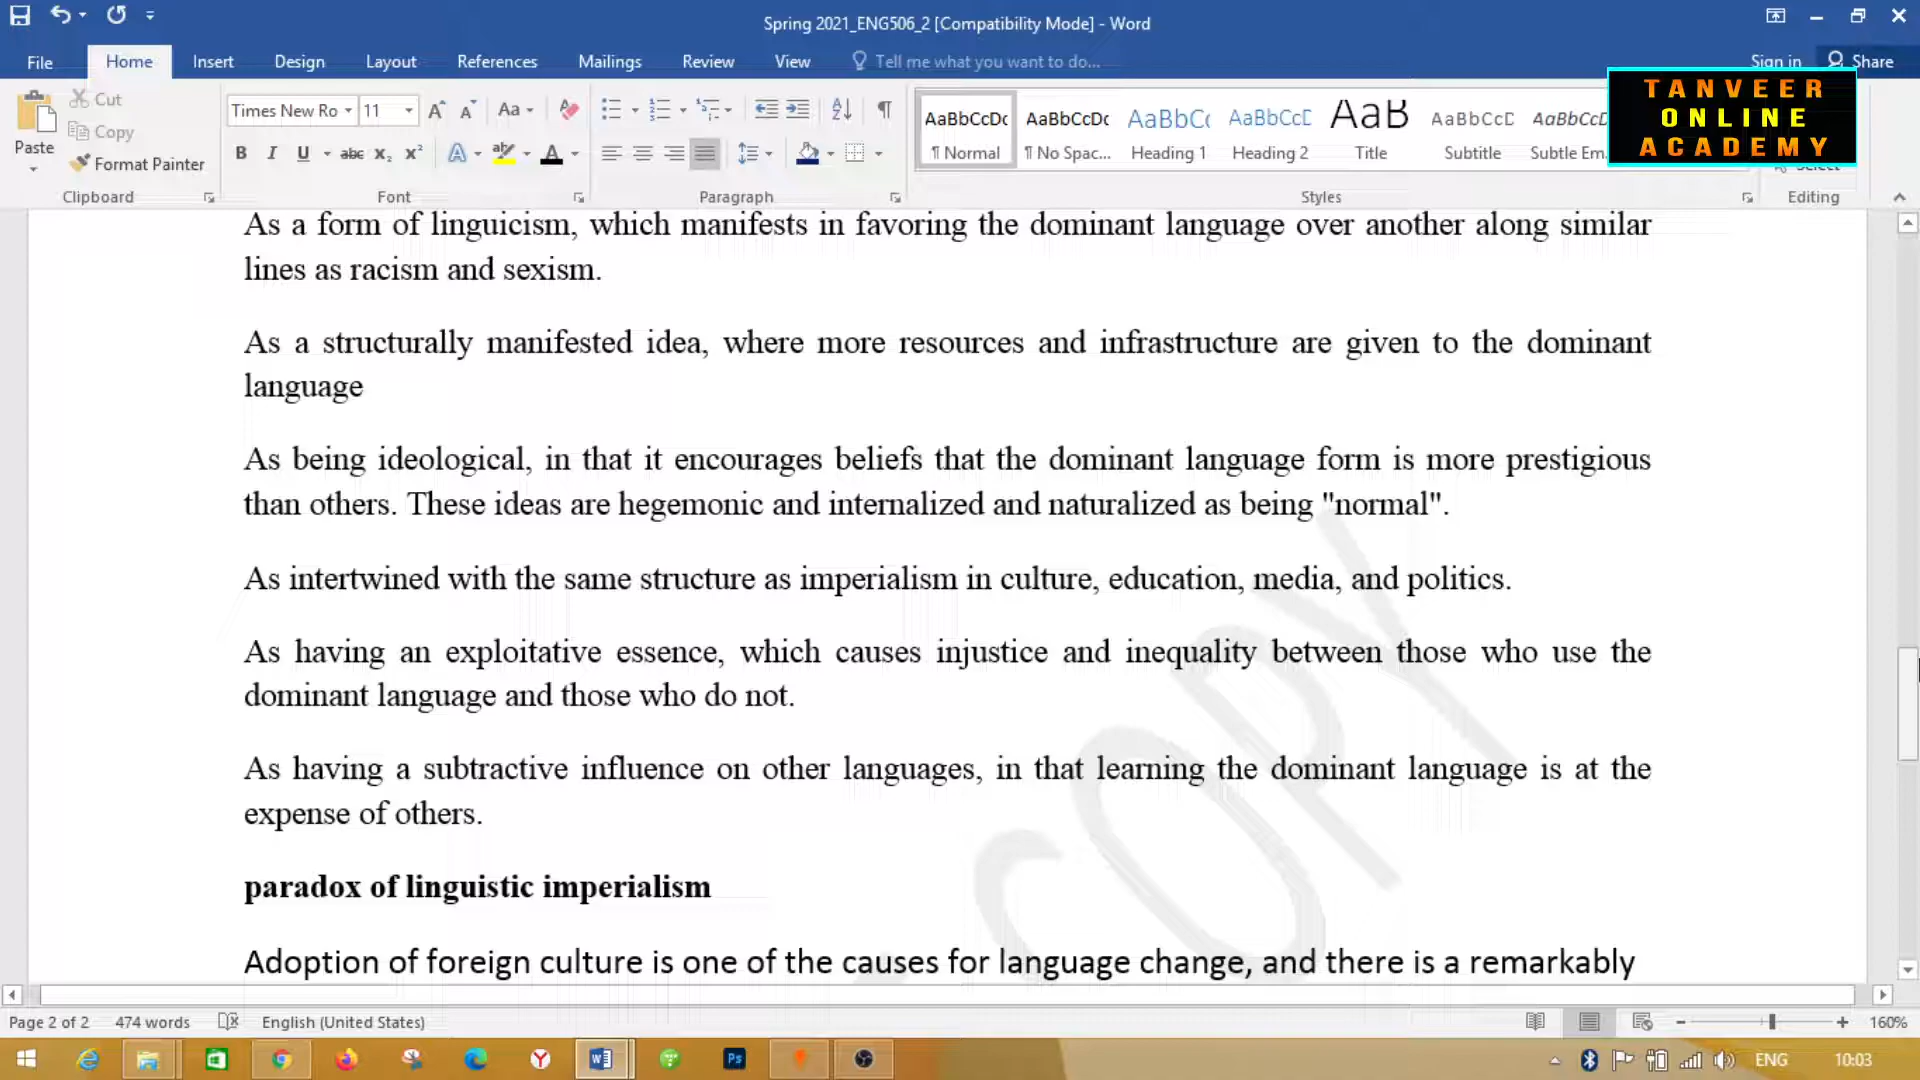 Spring 2021_ENG506_2 [Compatibility Mode] - Word
File Home Insert Design Layout References Mailings Review View Tell me what you want to do... Sign in Share
TANVEER
ONLINE
ACADEMY
Cut
Copy
Paste
Format Painter
Times New Ro 11
Aa
B I U abc X₂ X² A ab A
AaBbCcDc AaBbCcDc AaBbC( AaBbCcD AaB AaBbCcD AaBbCcD
¶ Normal ¶ No Spac... Heading 1 Heading 2 Title Subtitle Subtle Em
Select
Clipboard Font Paragraph Styles Editing
As a form of linguicism, which manifests in favoring the dominant language over another along similar
lines as racism and sexism.
As a structurally manifested idea, where more resources and infrastructure are given to the dominant
language
As being ideological, in that it encourages beliefs that the dominant language form is more prestigious
than others. These ideas are hegemonic and internalized and naturalized as being "normal".
As intertwined with the same structure as imperialism in culture, education, media, and politics.
As having an exploitative essence, which causes injustice and inequality between those who use the
dominant language and those who do not.
As having a subtractive influence on other languages, in that learning the dominant language is at the
expense of others.
paradox of linguistic imperialism
Adoption of foreign culture is one of the causes for language change, and there is a remarkably
COPY
Page 2 of 2 474 words English (United States) 160%
ENG 10:03